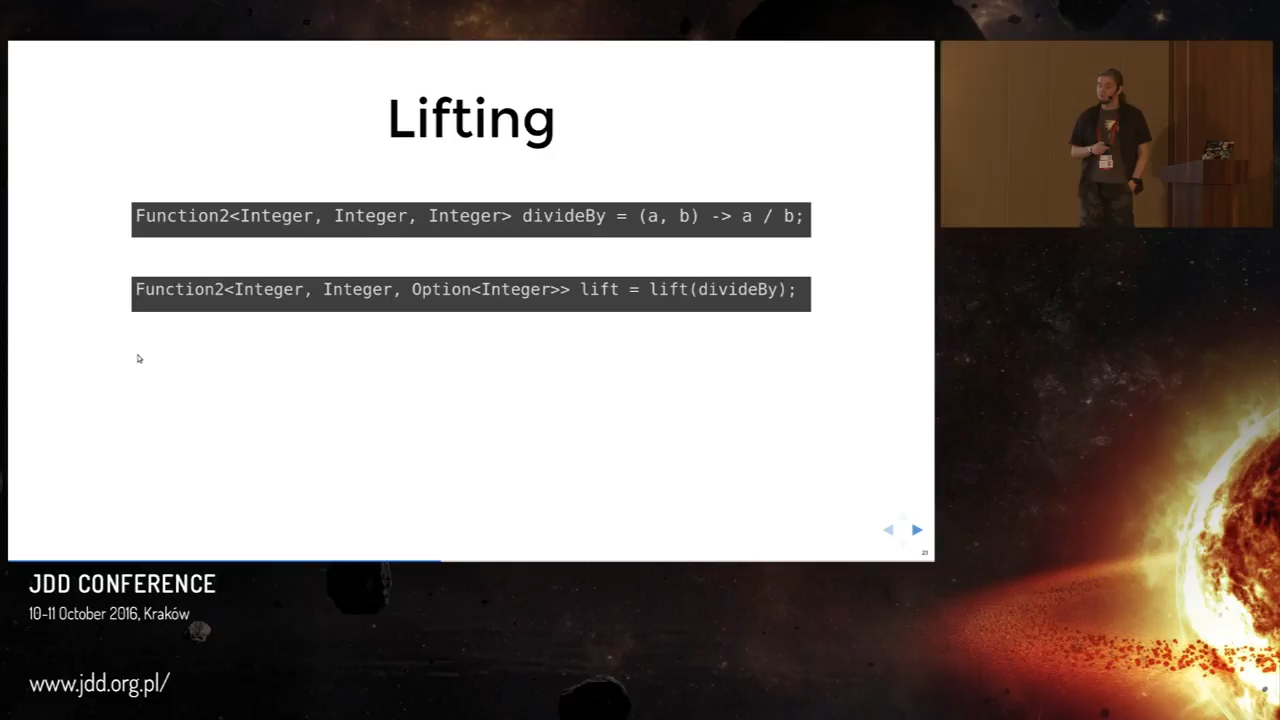 Lifting
Function2<Integer, Integer, Integer> divideBy = (a, b) -> a / b;
Function2<Integer, Integer, Option<Integer>> lift = lift(divideBy);
JDD CONFERENCE
10-11 October 2016, Kraków
www.jdd.org.pl/